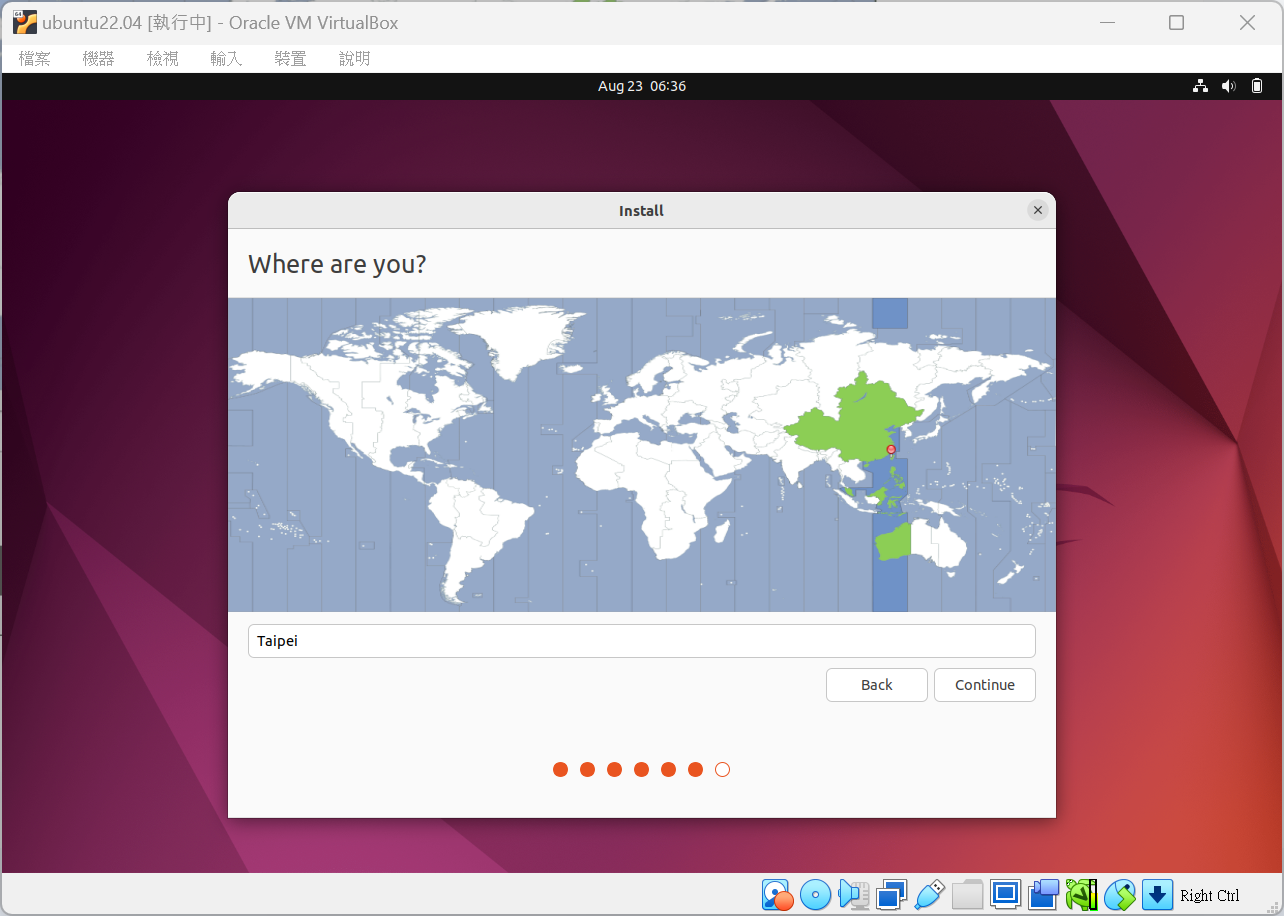 ubuntu22.04 [執行中] - Oracle VM VirtualBox
檔案 機器 檢視 輸入 裝置 說明
Aug 23 06:36
Install
Where are you?
Taipei
Back Continue
Right Ctrl